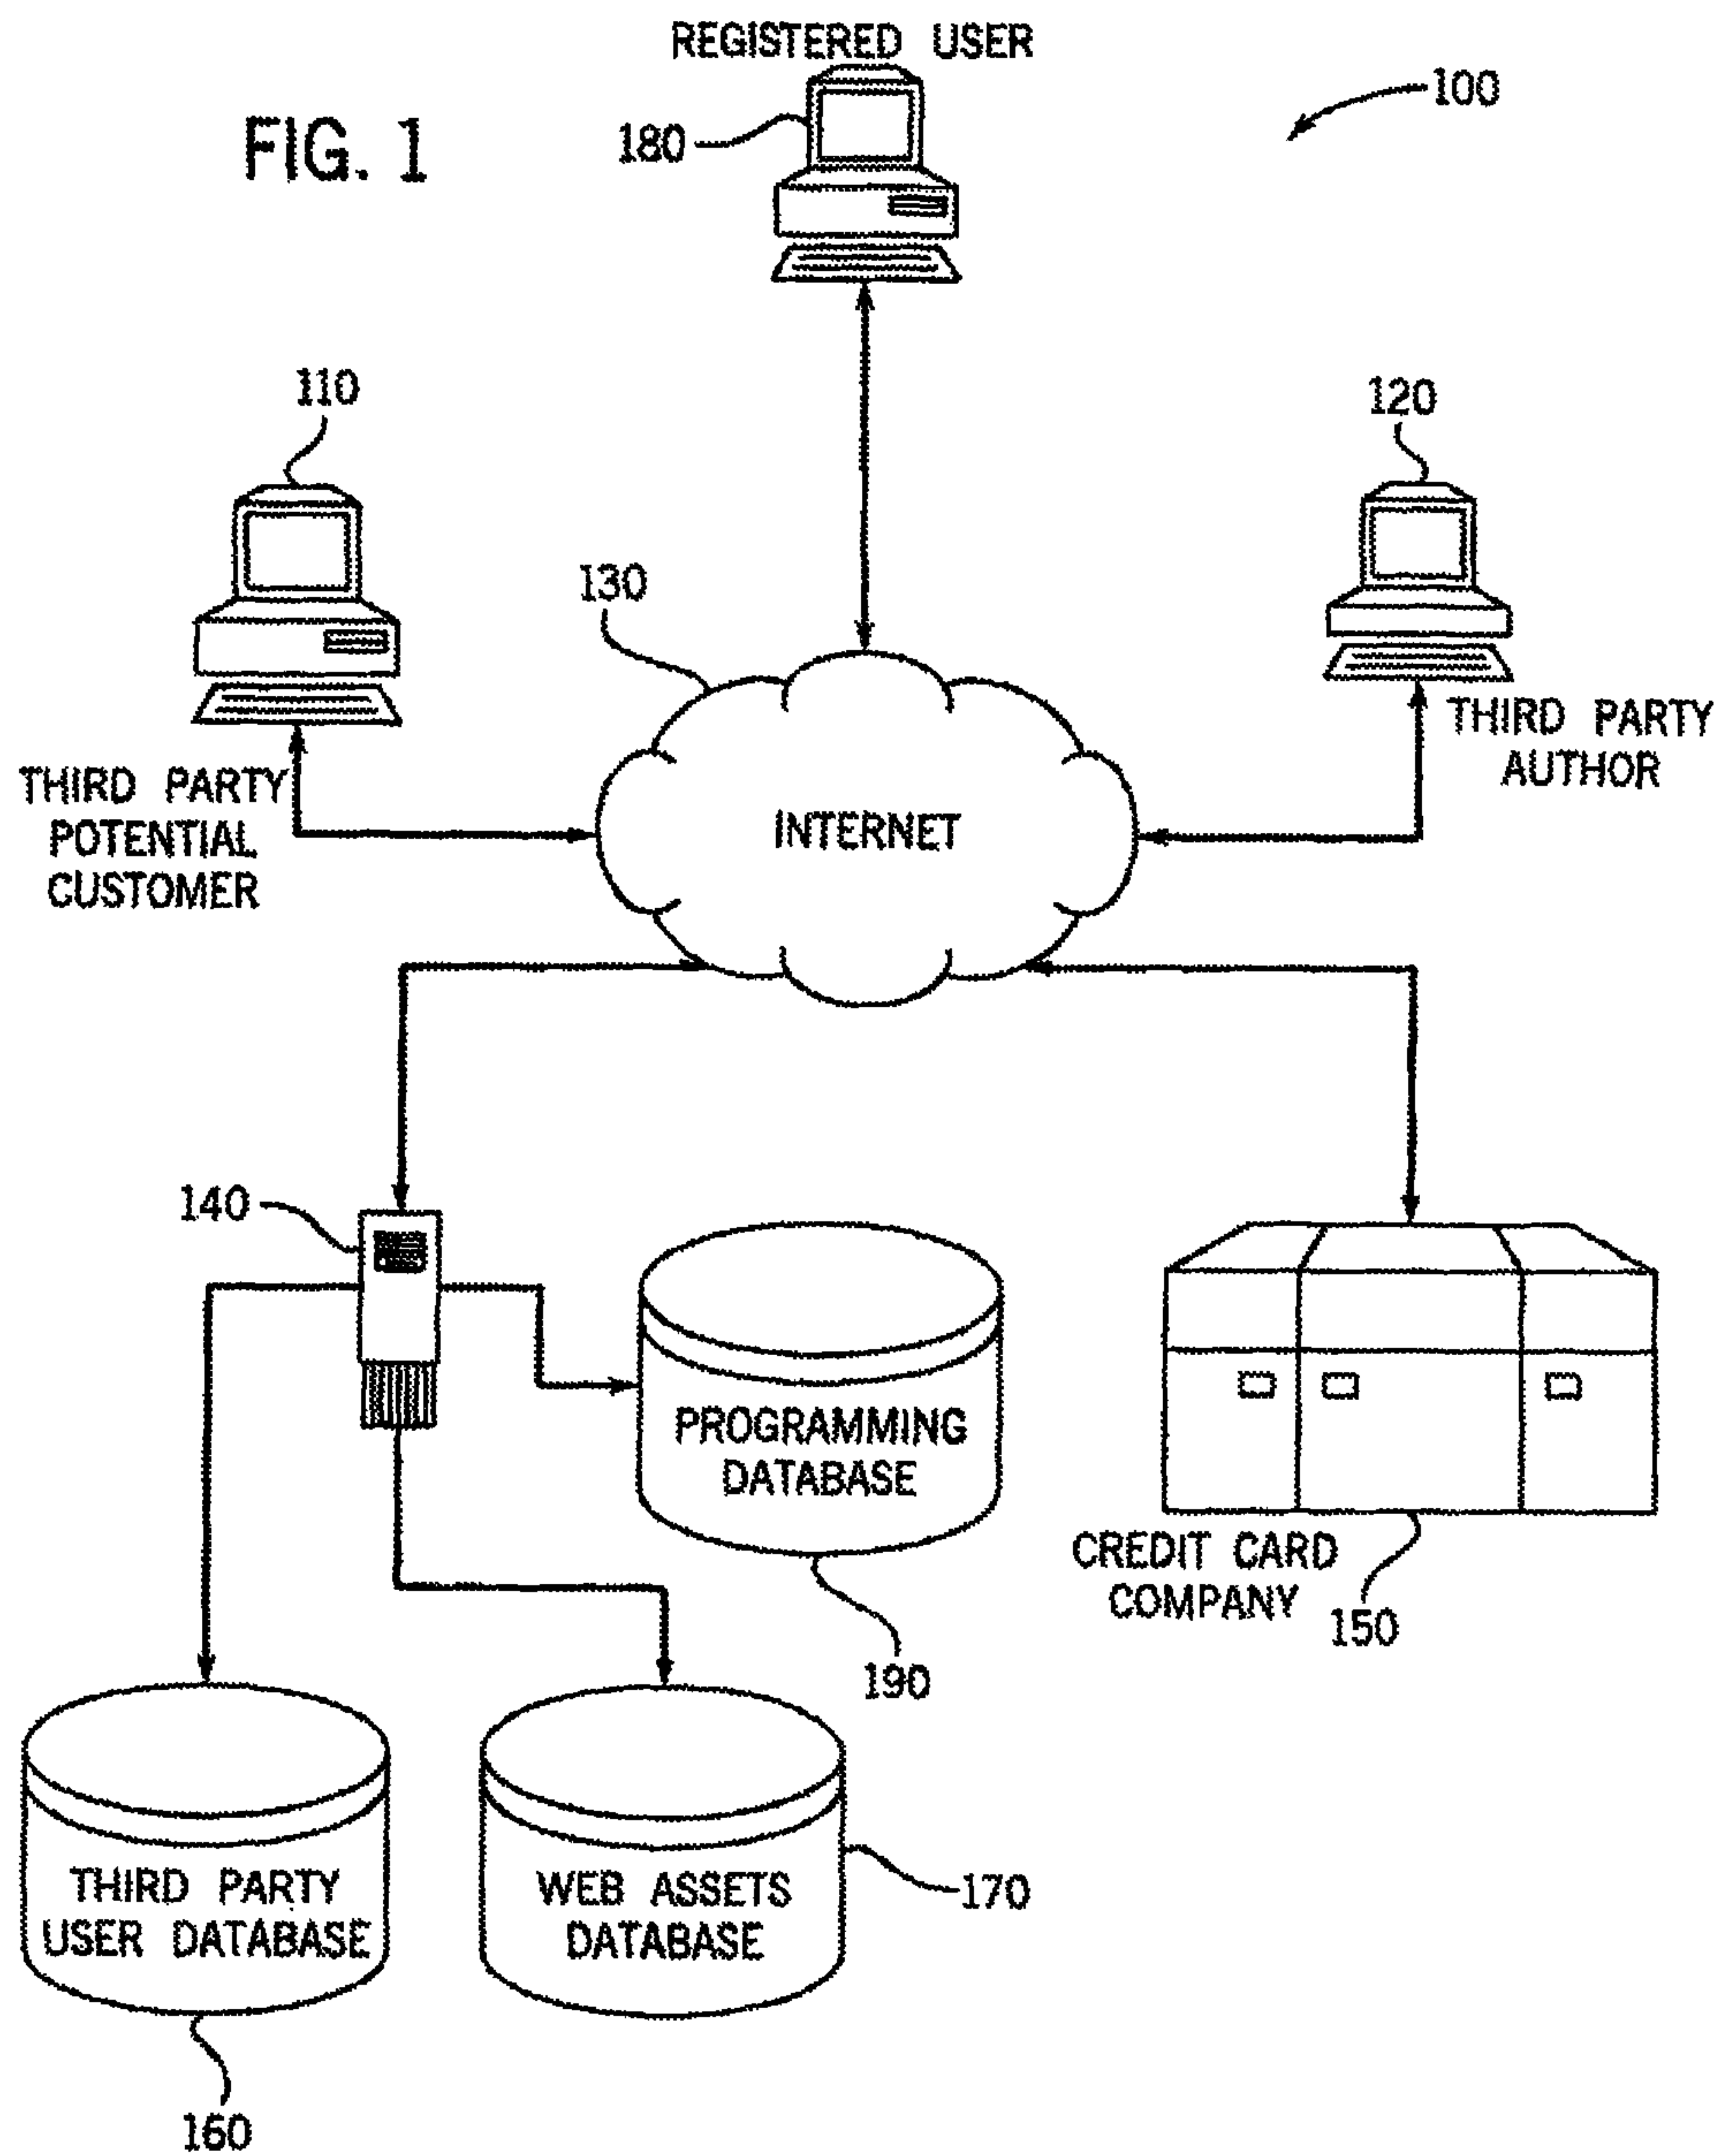 REGISTERED USER
100
FIG. 1
180
110
120
130
THIRD PARTY
AUTHOR
THIRD PARTY
POTENTIAL
CUSTOMER
INTERNET
140
PROGRAMMING
DATABASE
CREDIT CARD
COMPANY
150
190
THIRD PARTY
USER DATABASE
WEB ASSETS
DATABASE
170
160